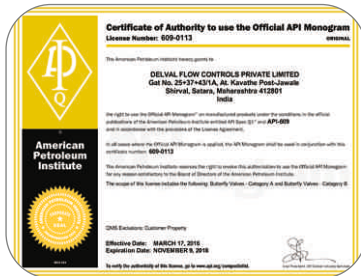 Certificate of Authority to use the Official API Monogram
License Number: 609-0113
ORIGINAL
The American Petroleum Institute hereby grants to
DELVAL FLOW CONTROLS PRIVATE LIMITED
Gat No. 25+37+43/1A, At. Kavathe Post-Jawale
Shirval, Satara, Maharashtra 412801
India
the right to use the Official API Monogram® on manufactured products under the conditions in the official
publications of the American Petroleum Institute entitled API Spec Q1® and API-609
and in accordance with the provisions of the License Agreement.
In all cases where the Official API Monogram is applied, the API Monogram shall be used in conjunction with this
certificate number: 609-0113
The American Petroleum Institute reserves the right to revoke this authorization to use the Official API Monogram
for any reason satisfactory to the Board of Directors of the American Petroleum Institute.
The scope of this license includes the following: Butterfly Valves - Category A and Butterfly Valves - Category B
API
Q
American
Petroleum
Institute
QMS Exclusions: Customer Property
Effective Date: MARCH 17, 2016
Expiration Date: NOVEMBER 9, 2018
To verify the authenticity of this license, go to www.api.org/compositelist.